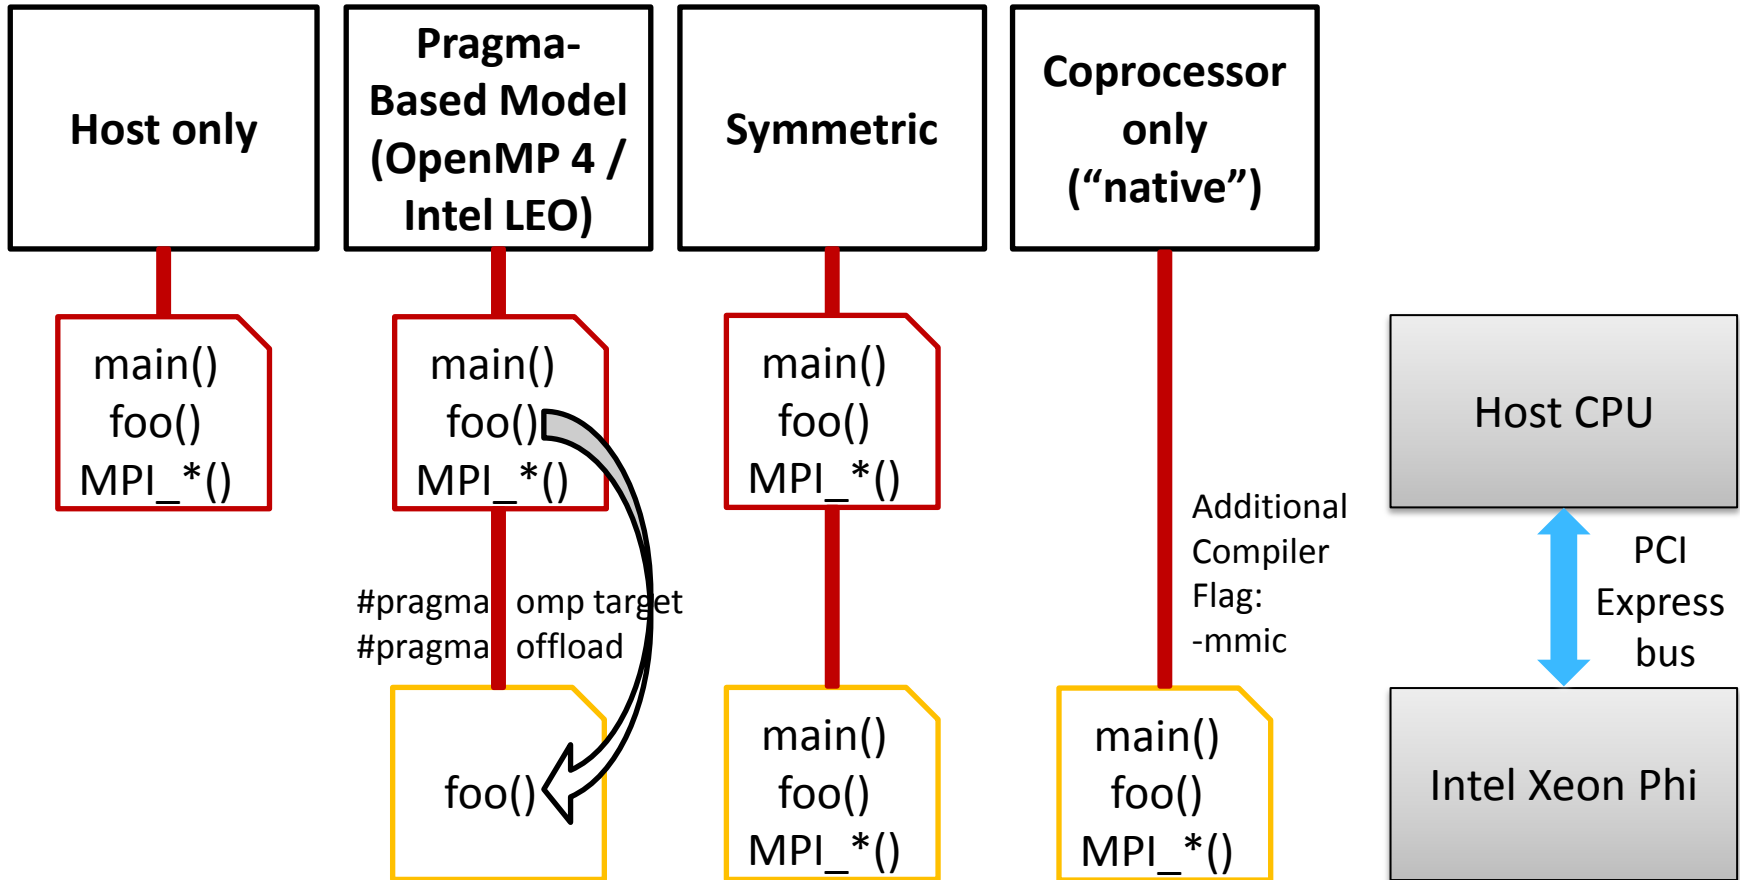 Host only
Pragma-
Based Model
(OpenMP 4 /
Intel LEO)
Symmetric
Coprocessor
only
(“native”)
main()
foo()
MPI_*()
main()
foo()
MPI_*()
main()
foo()
MPI_*()
Host CPU
#pragma omp target
#pragma offload
Additional
Compiler
Flag:
-mmic
PCI
Express
bus
foo()
main()
foo()
MPI_*()
main()
foo()
MPI_*()
Intel Xeon Phi